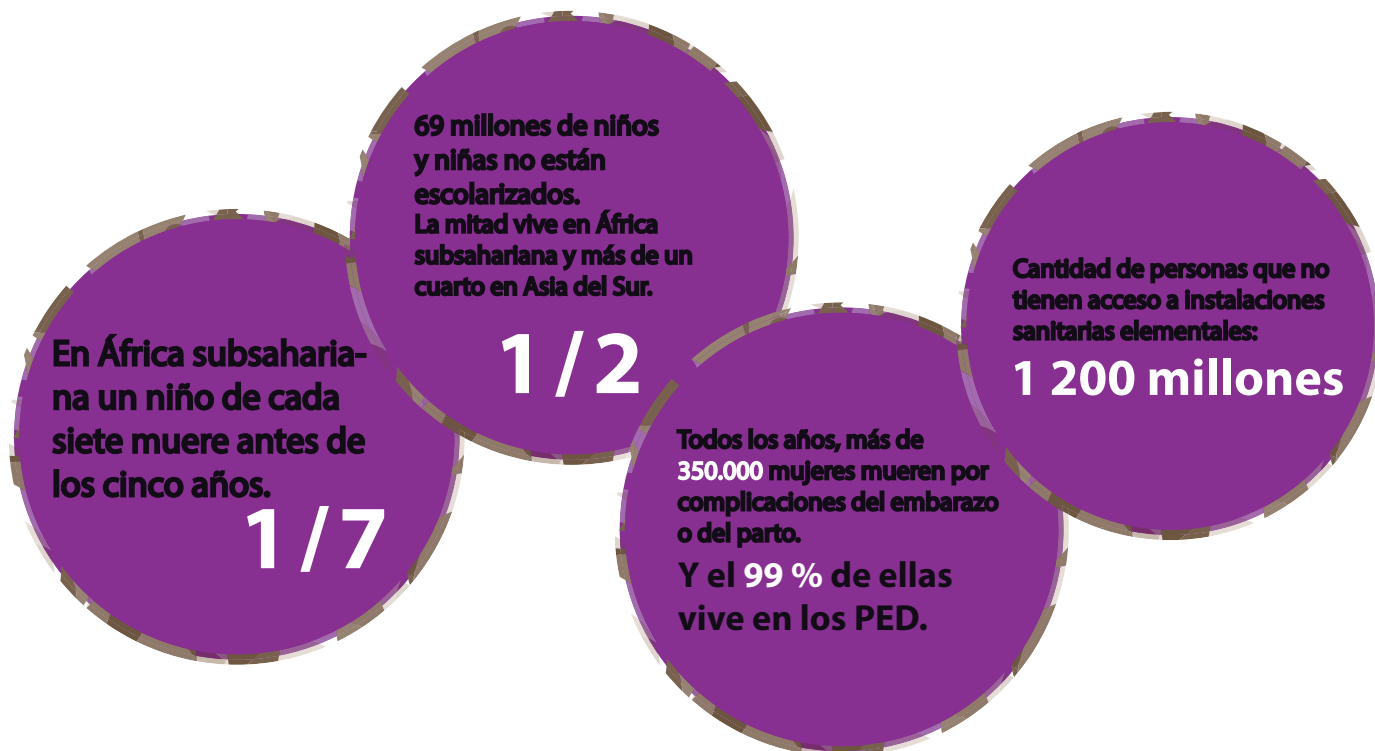 En África subsaharia-
na un niño de cada
siete muere antes de
los cinco años.
1/7
69 millones de niños
y niñas no están
escolarizados.
La mitad vive en África
subsahariana y más de un
cuarto en Asia del Sur.
1/2
Todos los años, más de
350.000 mujeres mueren por
complicaciones del embarazo
o del parto.
Y el 99 % de ellas
vive en los PED.
Cantidad de personas que no
tienen acceso a instalaciones
sanitarias elementales:
1 200 millones